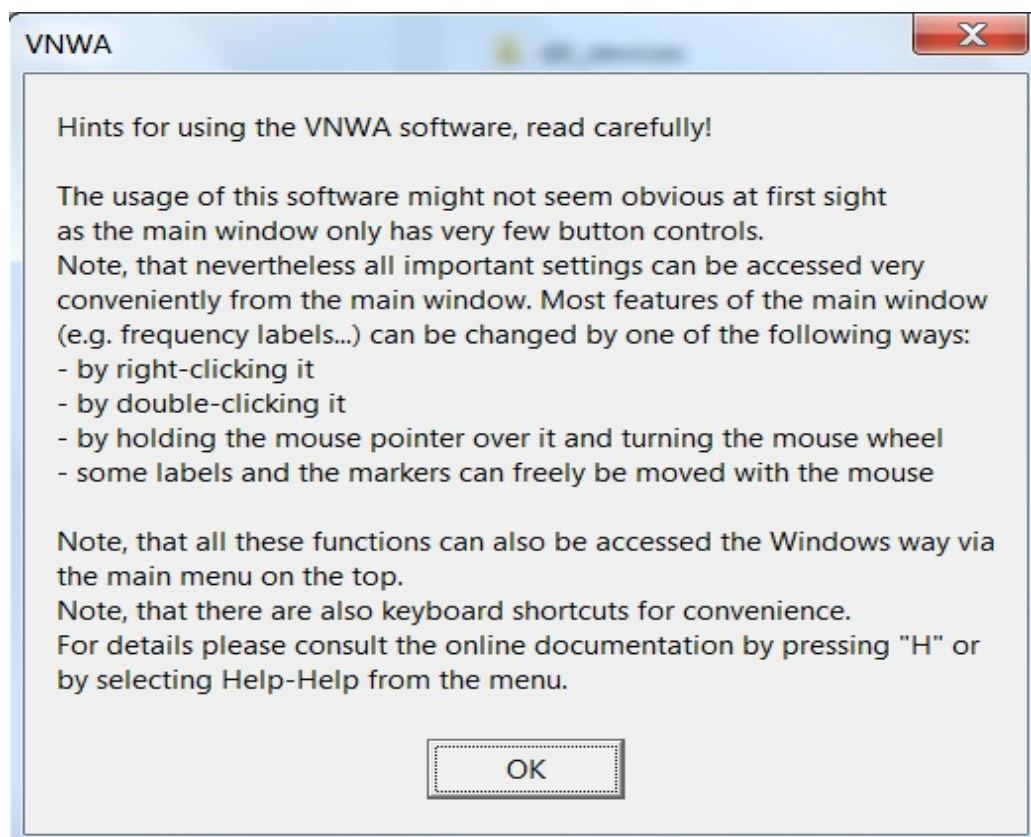 VNWA
Hints for using the VNWA software, read carefully!
The usage of this software might not seem obvious at first sight
as the main window only has very few button controls.
Note, that nevertheless all important settings can be accessed very
conveniently from the main window. Most features of the main window
(e.g. frequency labels...) can be changed by one of the following ways:
- by right-clicking it
- by double-clicking it
- by holding the mouse pointer over it and turning the mouse wheel
- some labels and the markers can freely be moved with the mouse
Note, that all these functions can also be accessed the Windows way via
the main menu on the top.
Note, that there are also keyboard shortcuts for convenience.
For details please consult the online documentation by pressing "H" or
by selecting Help-Help from the menu.
OK